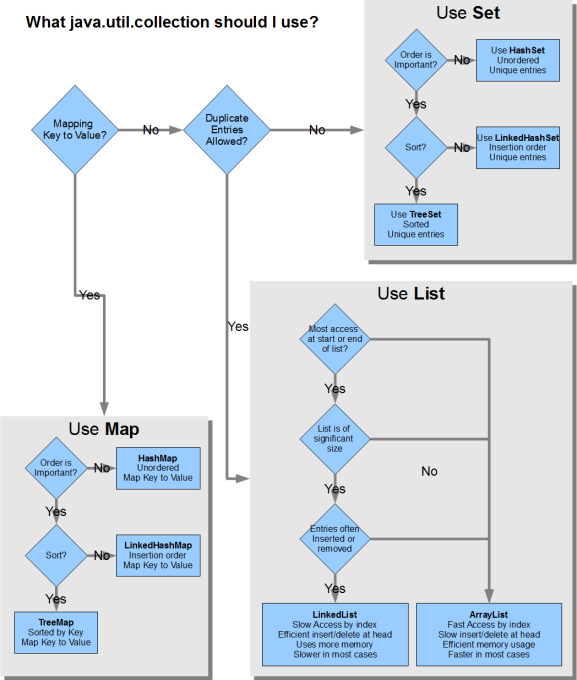 What java.util.collection should I use?
Use Set
Order is
Important?
No
Use HashSet
Unordered
Unique entries
Yes
Mapping
Key to Value?
No
Duplicate
Entries
Allowed?
No
Sort?
No
Use LinkedHashSet
Insertion order
Unique entries
Yes
Use TreeSet
Sorted
Unique entries
Yes
Yes
Use List
Most access
at start or end
of list?
Yes
List is of
significant
size
No
Yes
Entries often
Inserted or
removed
Yes
LinkedList
Slow Access by index
Efficient insert/delete at head
Uses more memory
Slower in most cases
ArrayList
Fast Access by index
Slow insert/delete at head
Efficient memory usage
Faster in most cases
Use Map
Order is
Important?
No
HashMap
Unordered
Map Key to Value
Yes
Sort?
No
LinkedHashMap
Insertion order
Map Key to Value
Yes
TreeMap
Sorted by Key
Map Key to Value